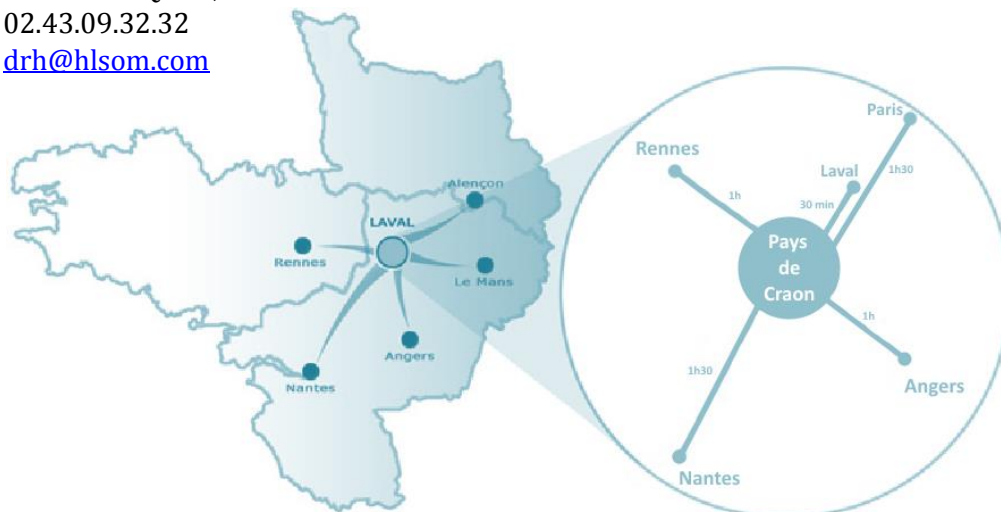 02.43.09.32.32
drh@hlsom.com
Alençon
LAVAL
Rennes
Le Mans
Angers
Nantes
Paris
Rennes
1h30
Laval
1h
30 min
Pays
de
Craon
1h
1h30
Angers
Nantes